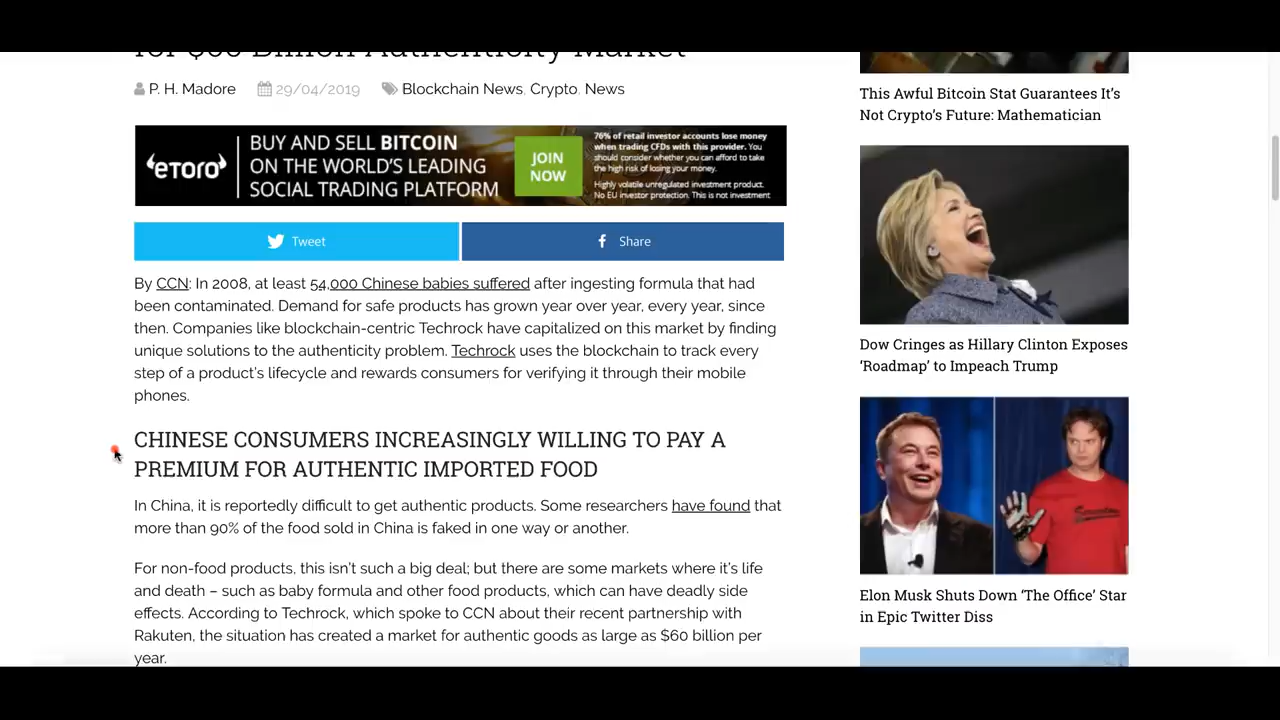 for $60 Billion Authenticity Market
P. H. Madore 29/04/2019 Blockchain News, Crypto, News
eToro
BUY AND SELL BITCOIN
ON THE WORLD'S LEADING
SOCIAL TRADING PLATFORM
JOIN
NOW
76% of retail investor accounts lose money
when trading CFDs with this provider. You
should consider whether you can afford to take
the high risk of losing your money.
Highly volatile unregulated investment product.
No EU investor protection. This is not investment
Tweet
Share
By CCN: In 2008, at least 54,000 Chinese babies suffered after ingesting formula that had
been contaminated. Demand for safe products has grown year over year, every year, since
then. Companies like blockchain-centric Techrock have capitalized on this market by finding
unique solutions to the authenticity problem. Techrock uses the blockchain to track every
step of a product's lifecycle and rewards consumers for verifying it through their mobile
phones.
CHINESE CONSUMERS INCREASINGLY WILLING TO PAY A
PREMIUM FOR AUTHENTIC IMPORTED FOOD
In China, it is reportedly difficult to get authentic products. Some researchers have found that
more than 90% of the food sold in China is faked in one way or another.
For non-food products, this isn't such a big deal; but there are some markets where it's life
and death – such as baby formula and other food products, which can have deadly side
effects. According to Techrock, which spoke to CCN about their recent partnership with
Rakuten, the situation has created a market for authentic goods as large as $60 billion per
year.
This Awful Bitcoin Stat Guarantees It's
Not Crypto's Future: Mathematician
Dow Cringes as Hillary Clinton Exposes
'Roadmap' to Impeach Trump
Elon Musk Shuts Down 'The Office' Star
in Epic Twitter Diss